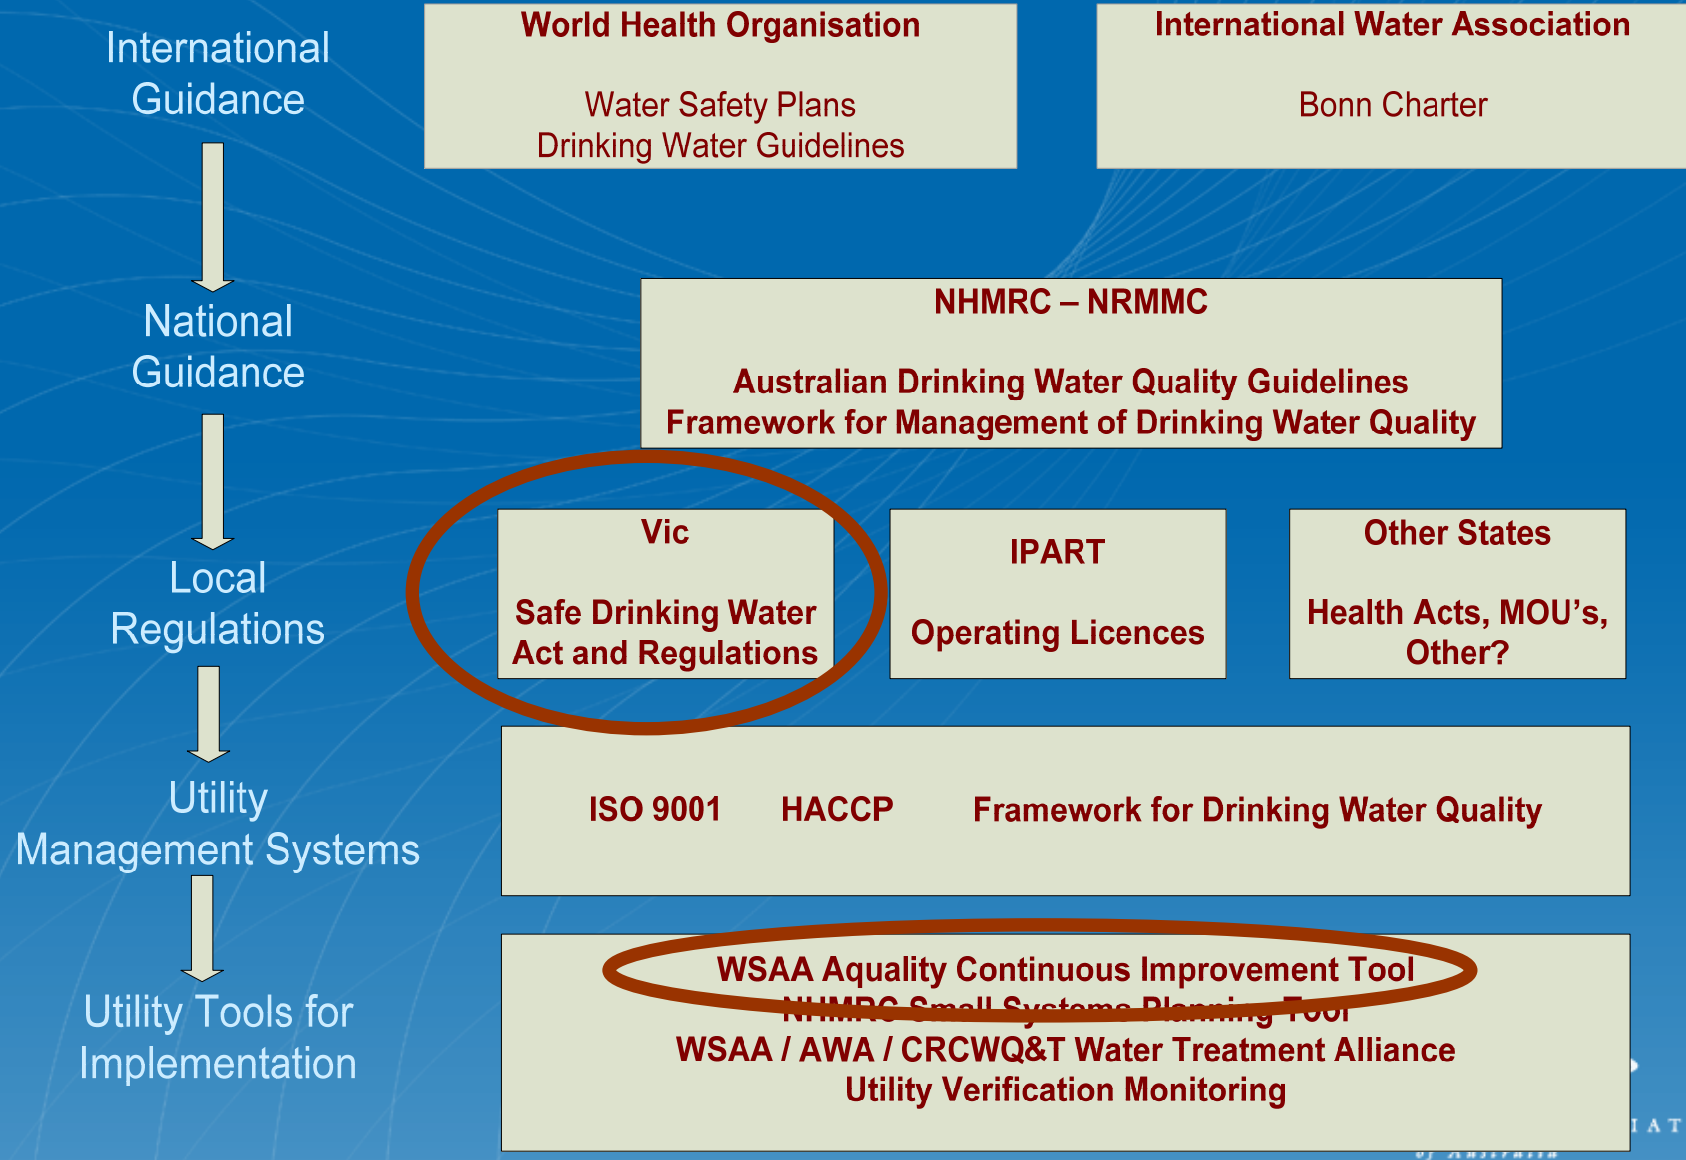 International
Guidance
World Health Organisation
Water Safety Plans
Drinking Water Guidelines
International Water Association
Bonn Charter
National
Guidance
NHMRC – NRMMC
Australian Drinking Water Quality Guidelines
Framework for Management of Drinking Water Quality
Local
Regulations
Vic
Safe Drinking Water
Act and Regulations
IPART
Operating Licences
Other States
Health Acts, MOU's,
Other?
Utility
Management Systems
ISO 9001 HACCP Framework for Drinking Water Quality
Utility Tools for
Implementation
WSAA Aquality Continuous Improvement Tool
NHMRC Small Systems Planning Tool
WSAA / AWA / CRCWQ&T Water Treatment Alliance
Utility Verification Monitoring
IAT
of Australia